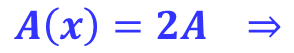 A(x) = 2A ⇒